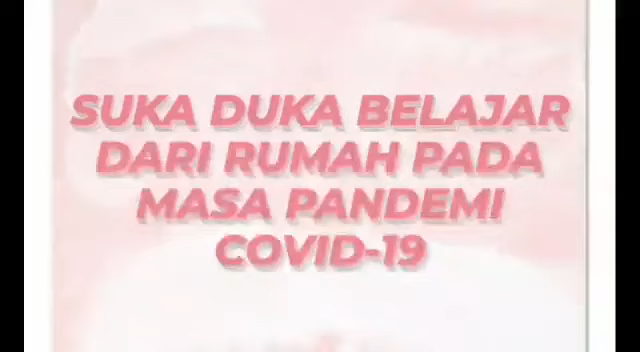 SUKA DUKA BELAJAR
DARI RUMAH PADA
MASA PANDEMI
COVID-19